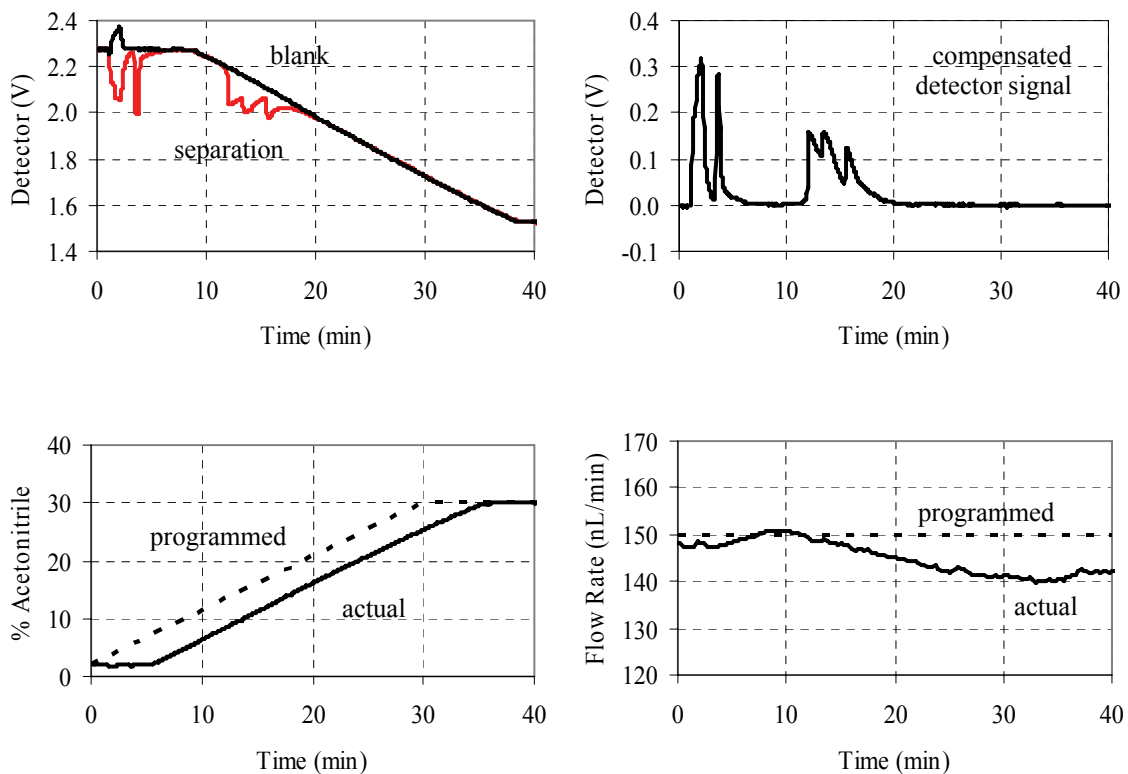 2.4
2.2
2.0
1.8
1.6
1.4
Detector (V)
blank
separation
0 10 20 30 40
Time (min)
0.4
0.3
0.2
0.1
0.0
-0.1
Detector (V)
compensated
detector signal
0 10 20 30 40
Time (min)
40
30
20
10
0
% Acetonitrile
programmed
actual
0 10 20 30 40
Time (min)
170
160
150
140
130
120
Flow Rate (nL/min)
programmed
actual
0 10 20 30 40
Time (min)